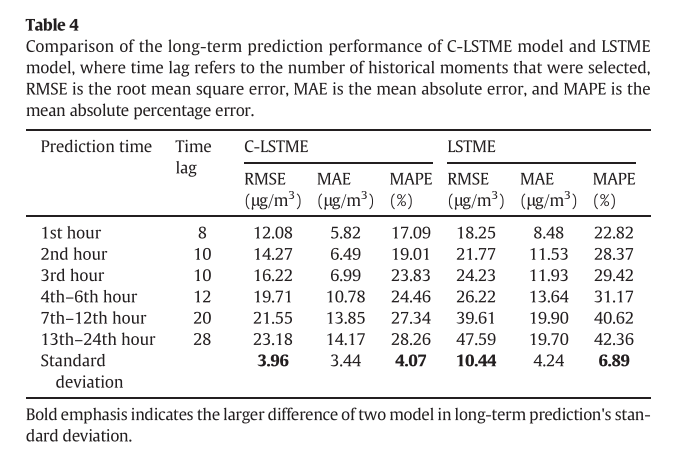 Table 4
Comparison of the long-term prediction performance of C-LSTME model and LSTME
model, where time lag refers to the number of historical moments that were selected,
RMSE is the root mean square error, MAE is the mean absolute error, and MAPE is the
mean absolute percentage error.
Prediction time Time lag C-LSTME LSTME
RMSE (μg/m³) MAE (μg/m³) MAPE (%) RMSE (μg/m³) MAE (μg/m³) MAPE (%)
1st hour 8 12.08 5.82 17.09 18.25 8.48 22.82
2nd hour 10 14.27 6.49 19.01 21.77 11.53 28.37
3rd hour 10 16.22 6.99 23.83 24.23 11.93 29.42
4th–6th hour 12 19.71 10.78 24.46 26.22 13.64 31.17
7th–12th hour 20 21.55 13.85 27.34 39.61 19.90 40.62
13th–24th hour 28 23.18 14.17 28.26 47.59 19.70 42.36
Standard 3.96 3.44 4.07 10.44 4.24 6.89
deviation
Bold emphasis indicates the larger difference of two model in long-term prediction's stan-
dard deviation.